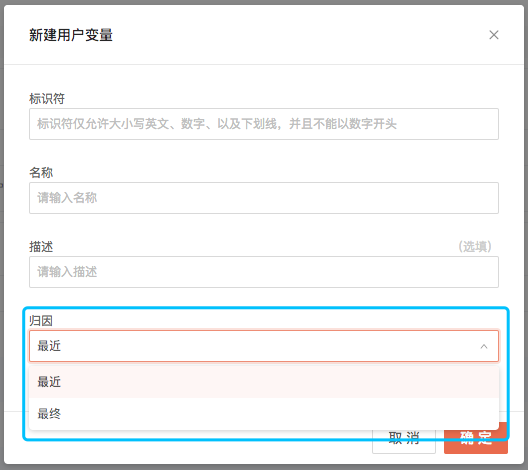 新建用户变量
标识符
标识符仅允许大小写英文、数字、以及下划线，并且不能以数字开头
名称
请输入名称
描述 (选填)
请输入描述
归因
最近
最近
最终
取 消 确 定